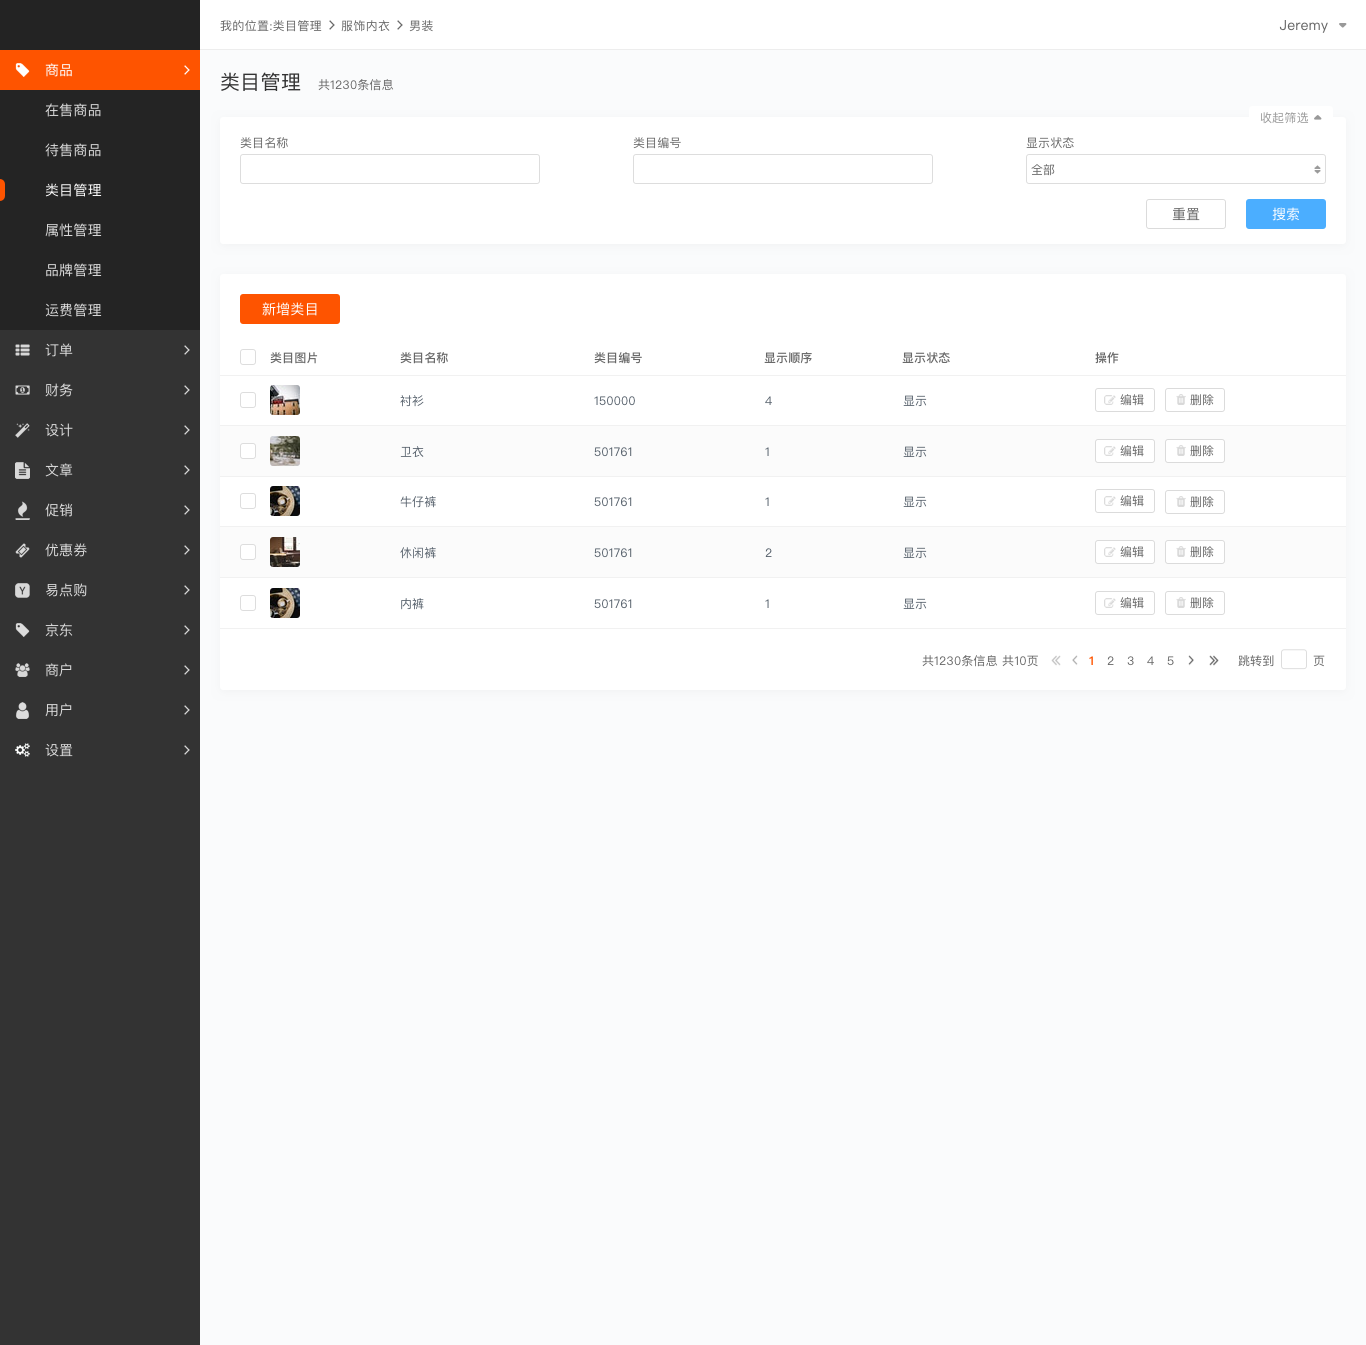 我的位置:类目管理 > 服饰内衣 > 男装
Jeremy
商品
在售商品
待售商品
类目管理
属性管理
品牌管理
运费管理
订单
财务
设计
文章
促销
优惠券
易点购
京东
商户
用户
设置
类目管理 共1230条信息
收起筛选
类目名称 类目编号 显示状态
全部
重置 搜索
新增类目
类目图片 类目名称 类目编号 显示顺序 显示状态 操作
衬衫 150000 4 显示 编辑 删除
卫衣 501761 1 显示 编辑 删除
牛仔裤 501761 1 显示 编辑 删除
休闲裤 501761 2 显示 编辑 删除
内裤 501761 1 显示 编辑 删除
共1230条信息 共10页 1 2 3 4 5 跳转到 页